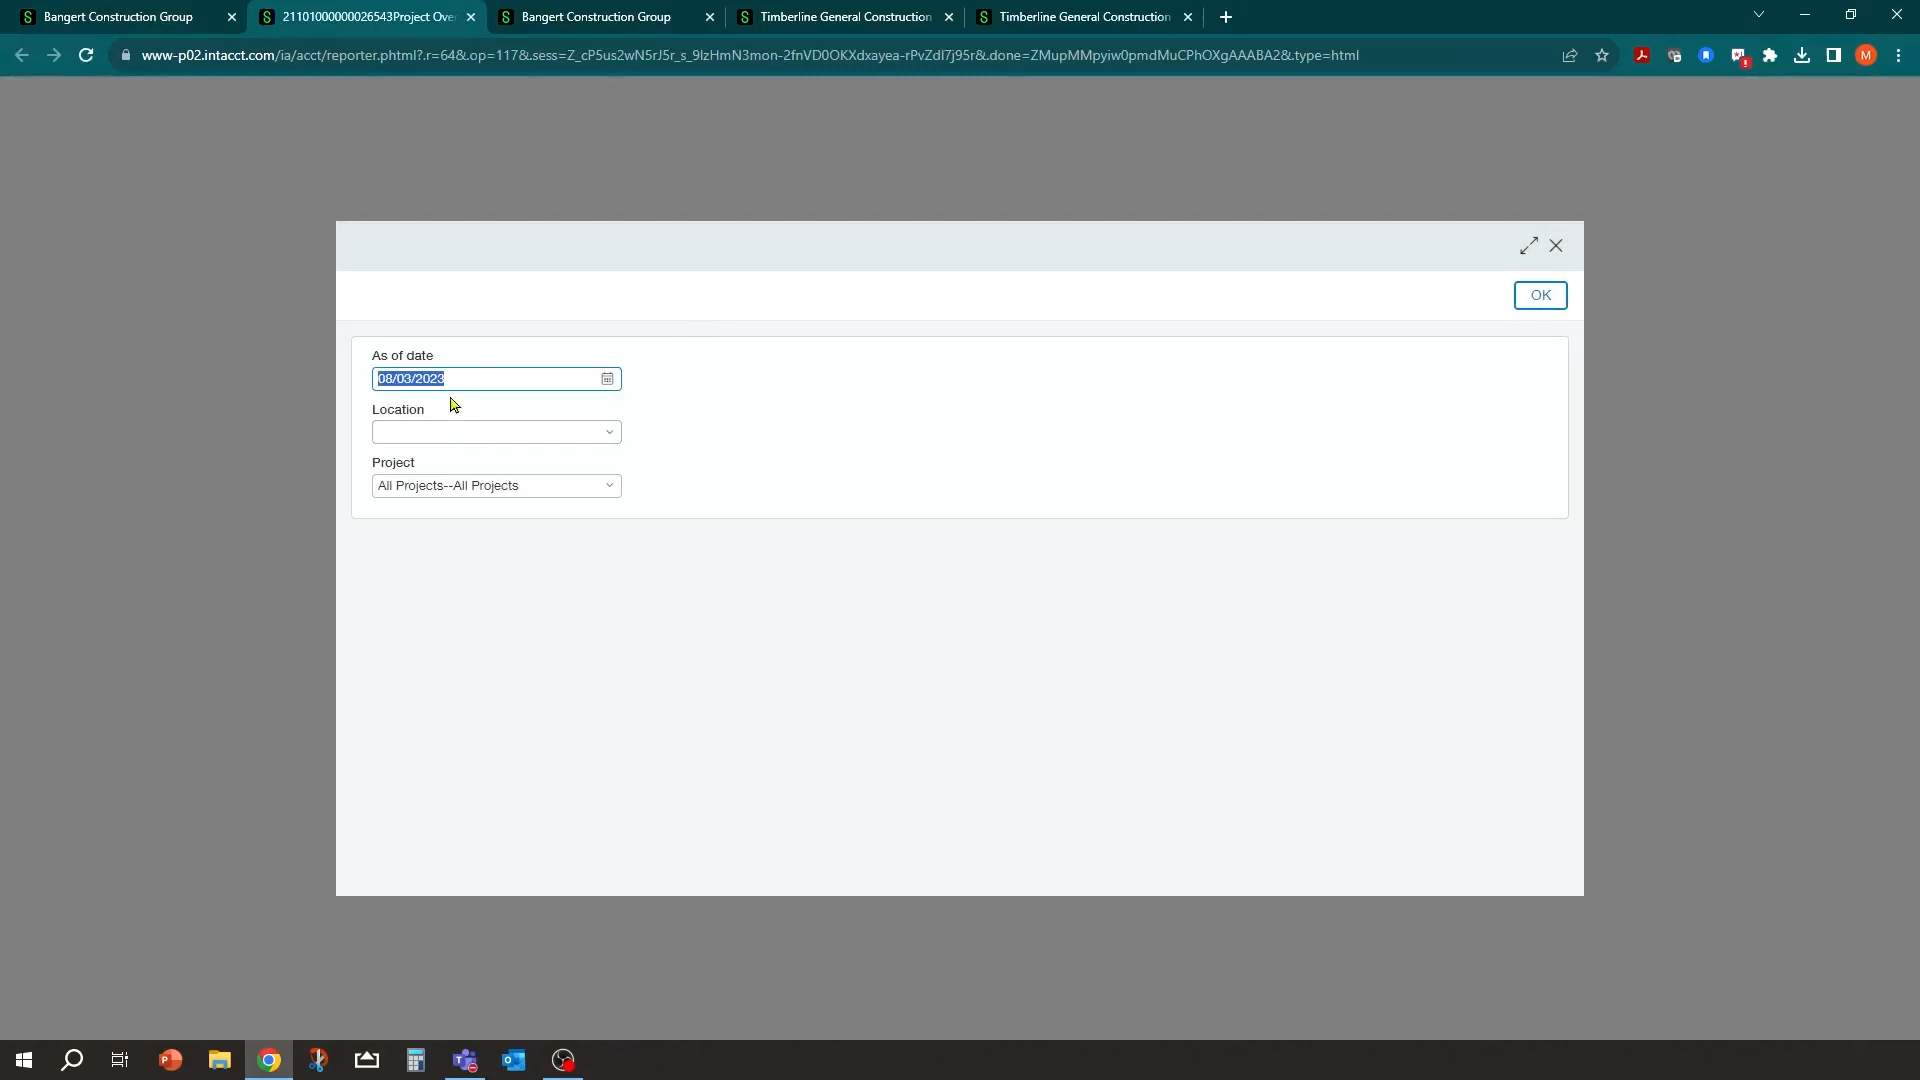 Bangert Construction Group
21101000000026543Project Over
Bangert Construction Group
Timberline General Construction
Timberline General Construction
www-p02.intacct.com/ia/acct/reporter.phtml?.r=64&.op=117&.sess=Z_cP5us2wN5rJ5r_s_9lzHmN3mon-2fnVD0OKXdxayea-rPvZdI7j95r&.done=ZMupMMpyiw0pmdMuCPhOXgAAABA2&.type=html
M
OK
As of date
08/03/2023
Location
Project
All Projects--All Projects